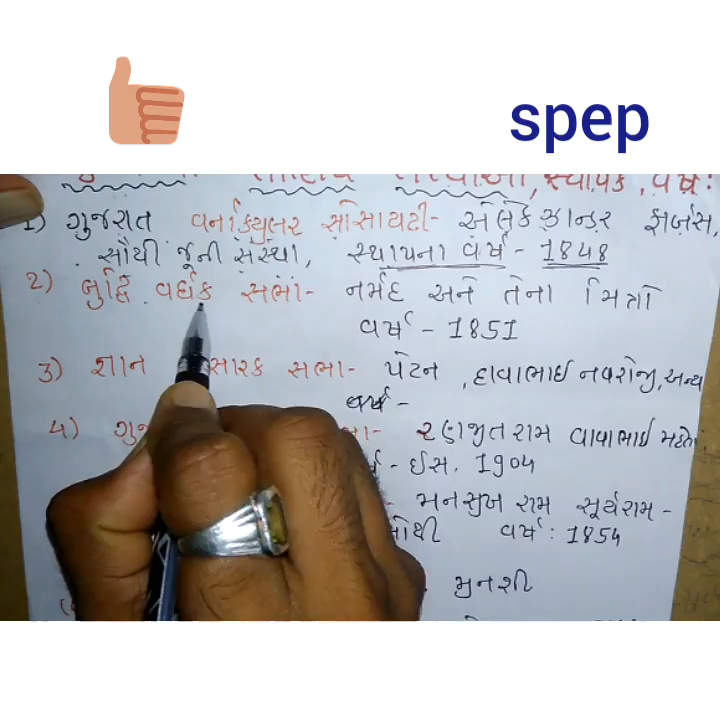 spep
સાહિત્ય સંસ્થાઓ, સ્થાપક, વર્ષ:
1) ગુજરાત વર્નાક્યુલર સોસાયટી- એલેકઝાન્ડર ફાર્બસ,
સૌથી જૂની સંસ્થા, સ્થાપના વર્ષ - 1848
2) બુદ્ધિ વર્ધક સભા- નર્મદ અને તેના મિત્રો
વર્ષ - 1851
3) જ્ઞાન સારક સભા- પેટન, દાદાભાઈ નવરોજી, અન્ય
વર્ષ -
4) ગુ ભા- રણજીતરામ વાવાભાઈ મહેતા
ર્ષ - ઈસ. 1904
- મનસુખ રામ સૂર્યરામ -
વર્ષ: 1854
મુનશી